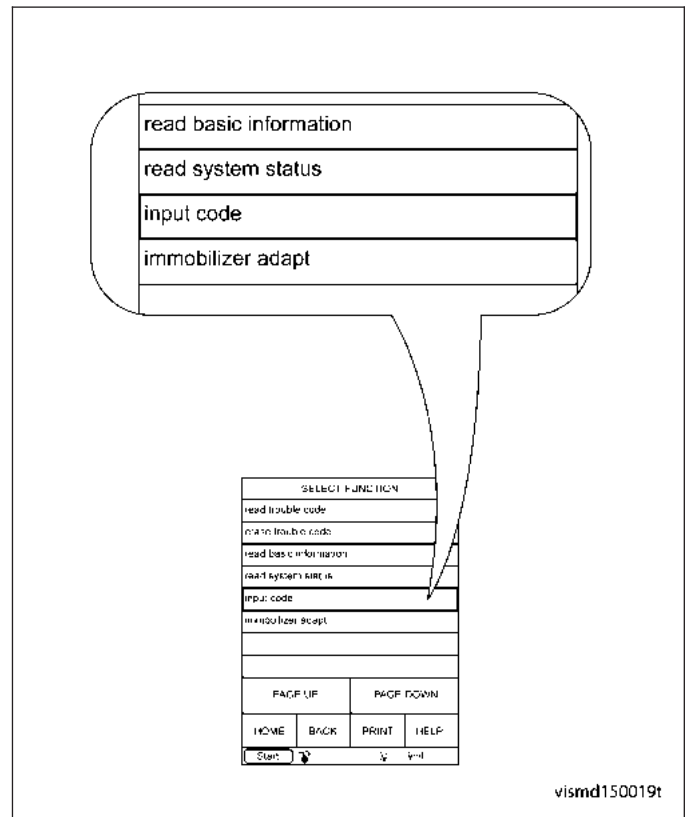 read basic information
read system status
input code
immobilizer adapt
SELECT FUNCTION
read trouble code
erase trouble code
read basic information
read system status
input code
immobilizer adapt
PAGE UP PAGE DOWN
HOME BACK PRINT HELP
Start
vismd150019t